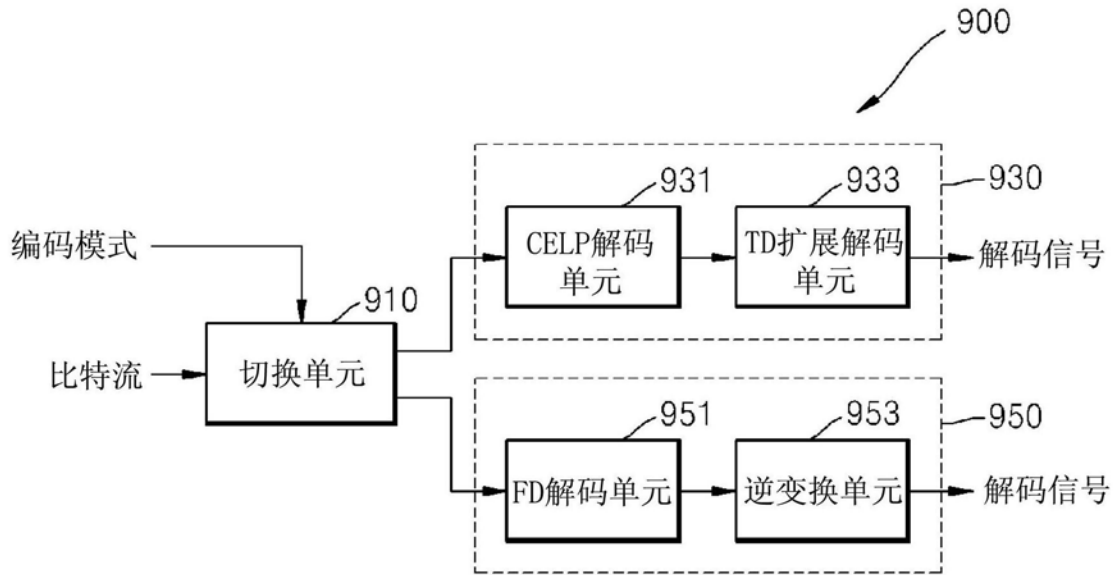 900
931
933
930
编码模式
CELP解码
单元
TD扩展解码
单元
解码信号
910
比特流
切换单元
951
953
950
FD解码单元
逆变换单元
解码信号